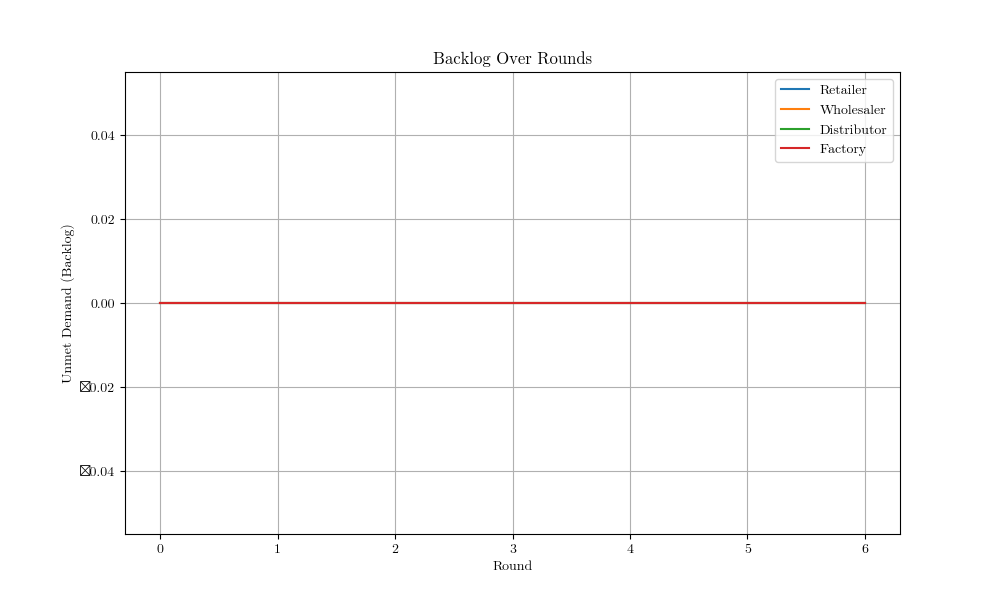 Backlog Over Rounds
Retailer
Wholesaler
Distributor
Factory
Unmet Demand (Backlog)
0.04
0.02
0.00
☒0.02
☒0.04
0 1 2 3 4 5 6
Round